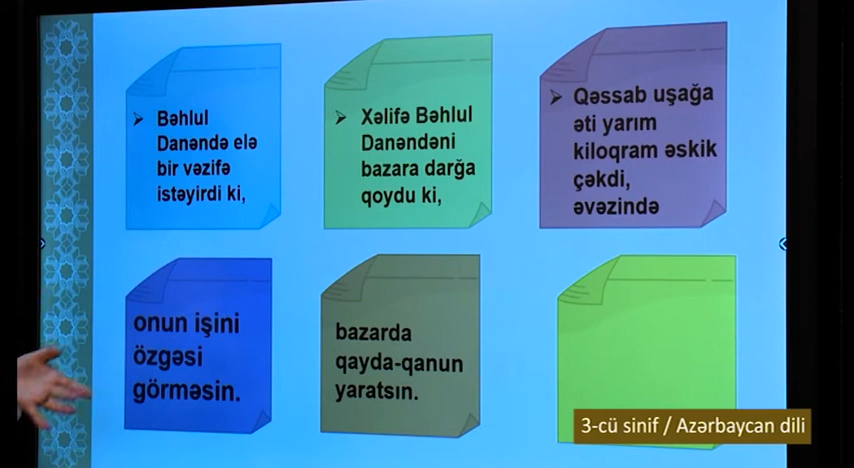 Bəhlul
Danəndə elə
bir vəzifə
istəyirdi ki,
Xəlifə Bəhlul
Danəndəni
bazara darğa
qoydu ki,
Qəssab uşağa
əti yarım
kiloqram əskik
çəkdi,
əvəzində
onun işini
özgəsi
görməsin.
bazarda
qayda-qanun
yaratsın.
3-cü sinif / Azərbaycan dili